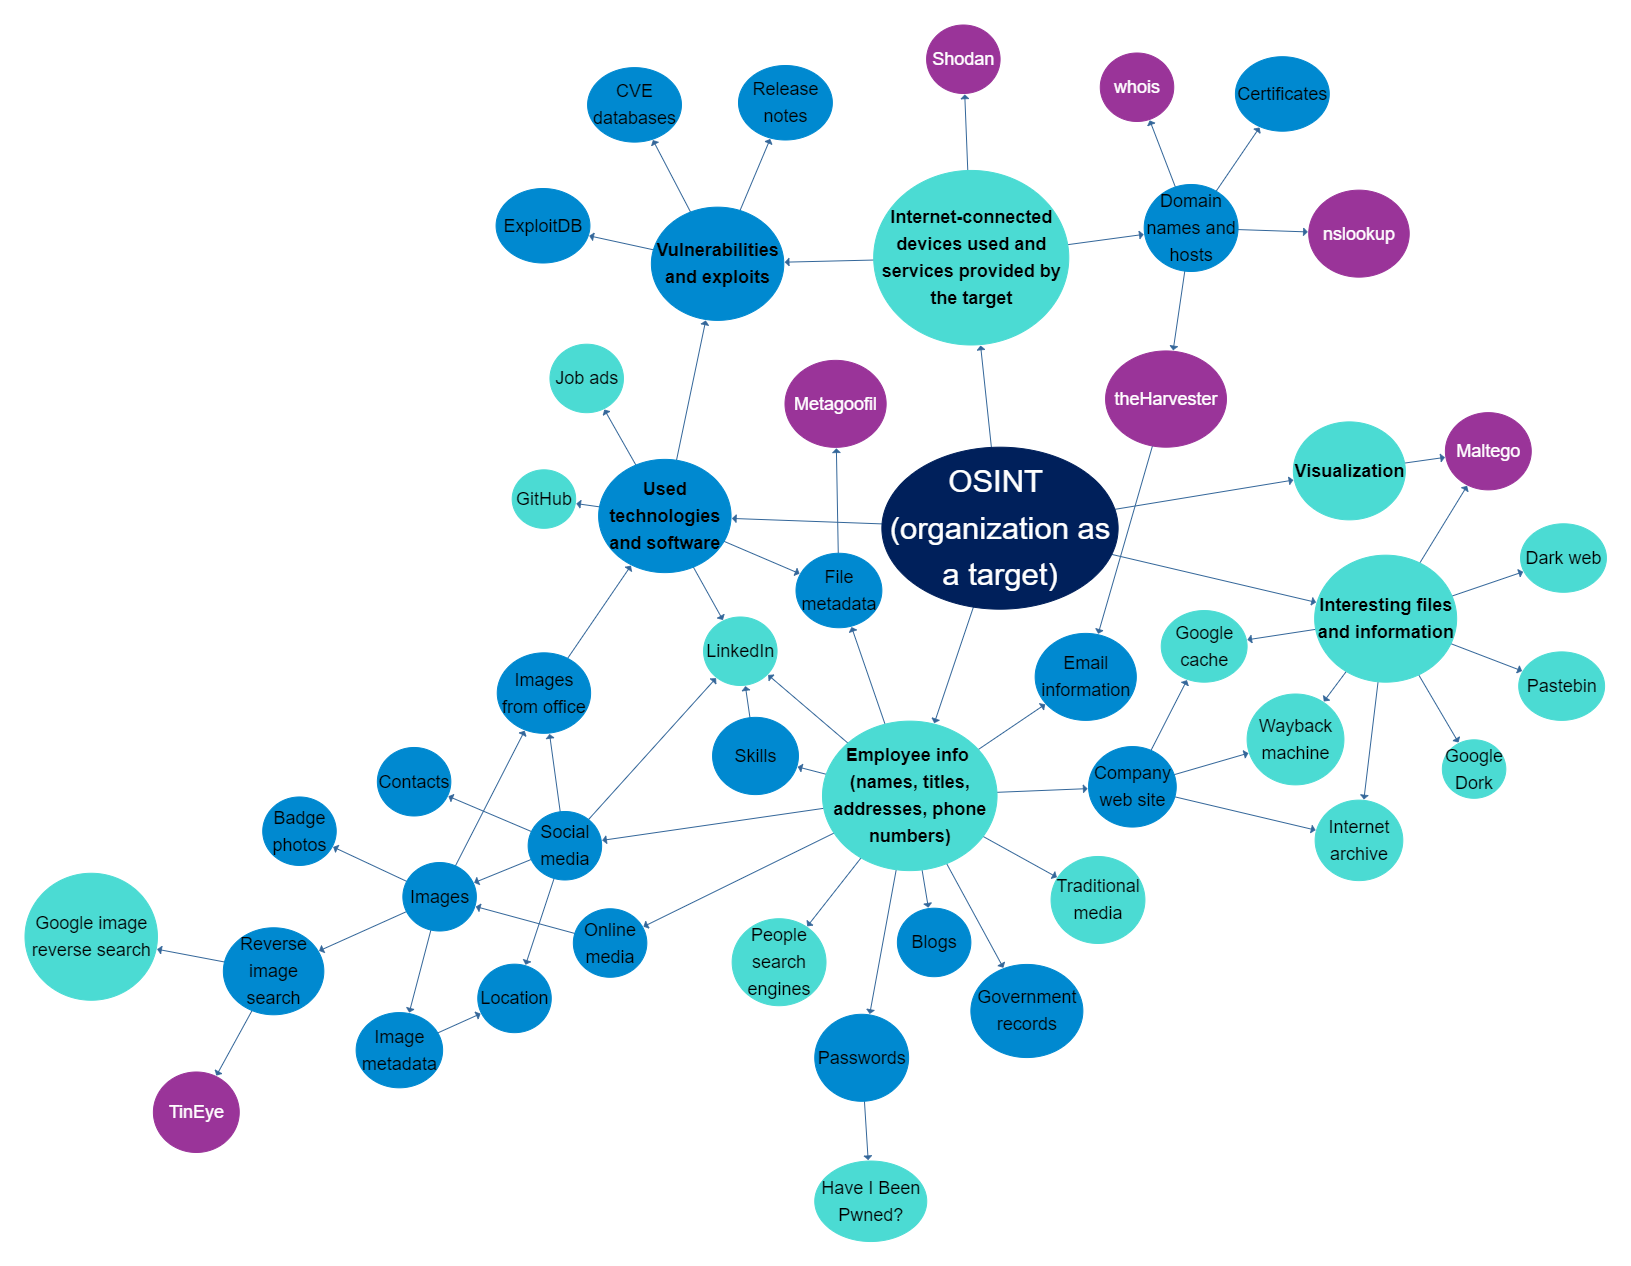 Shodan
whois
Certificates
CVE
databases
Release
notes
ExploitDB
Vulnerabilities
and exploits
Internet-connected
devices used and
services provided by
the target
Domain
names and
hosts
nslookup
Job ads
Metagoofil
theHarvester
GitHub
Used
technologies
and software
OSINT
(organization as
a target)
Visualization
Maltego
File
metadata
Dark web
Interesting files
and information
LinkedIn
Google
cache
Images
from office
Email
information
Pastebin
Skills
Wayback
machine
Google
Dork
Contacts
Employee info
(names, titles,
addresses, phone
numbers)
Company
web site
Badge
photos
Social
media
Internet
archive
Images
Traditional
media
Google image
reverse search
Reverse
image
search
Online
media
People
search
engines
Blogs
Location
Government
records
Image
metadata
Passwords
TinEye
Have I Been
Pwned?